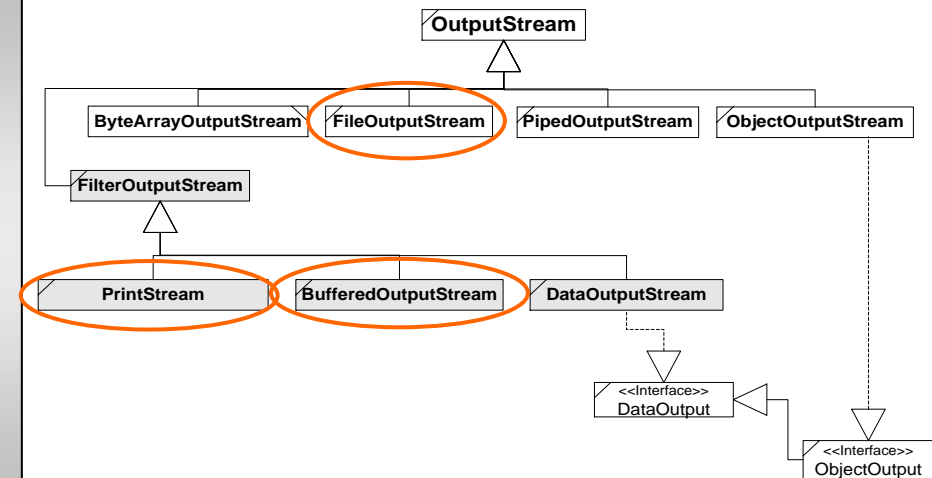 OutputStream
ByteArrayOutputStream
FileOutputStream
PipedOutputStream
ObjectOutputStream
FilterOutputStream
PrintStream
BufferedOutputStream
DataOutputStream
<<Interface>>
DataOutput
<<Interface>>
ObjectOutput